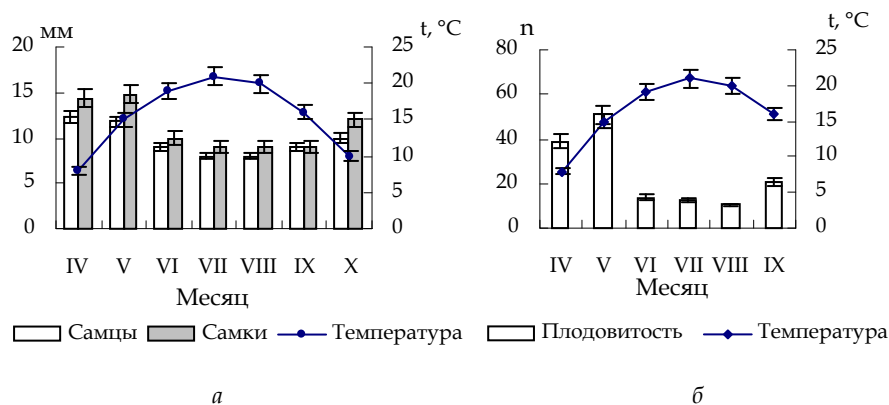 мм
t, °C
20
15
10
5
0
25
20
15
10
5
0
IV V VI VII VIII IX X
Месяц
Самцы Самки Температура
а
n
t, °C
80
60
40
20
0
25
20
15
10
5
0
IV V VI VII VIII IX
Месяц
Плодовитость Температура
б